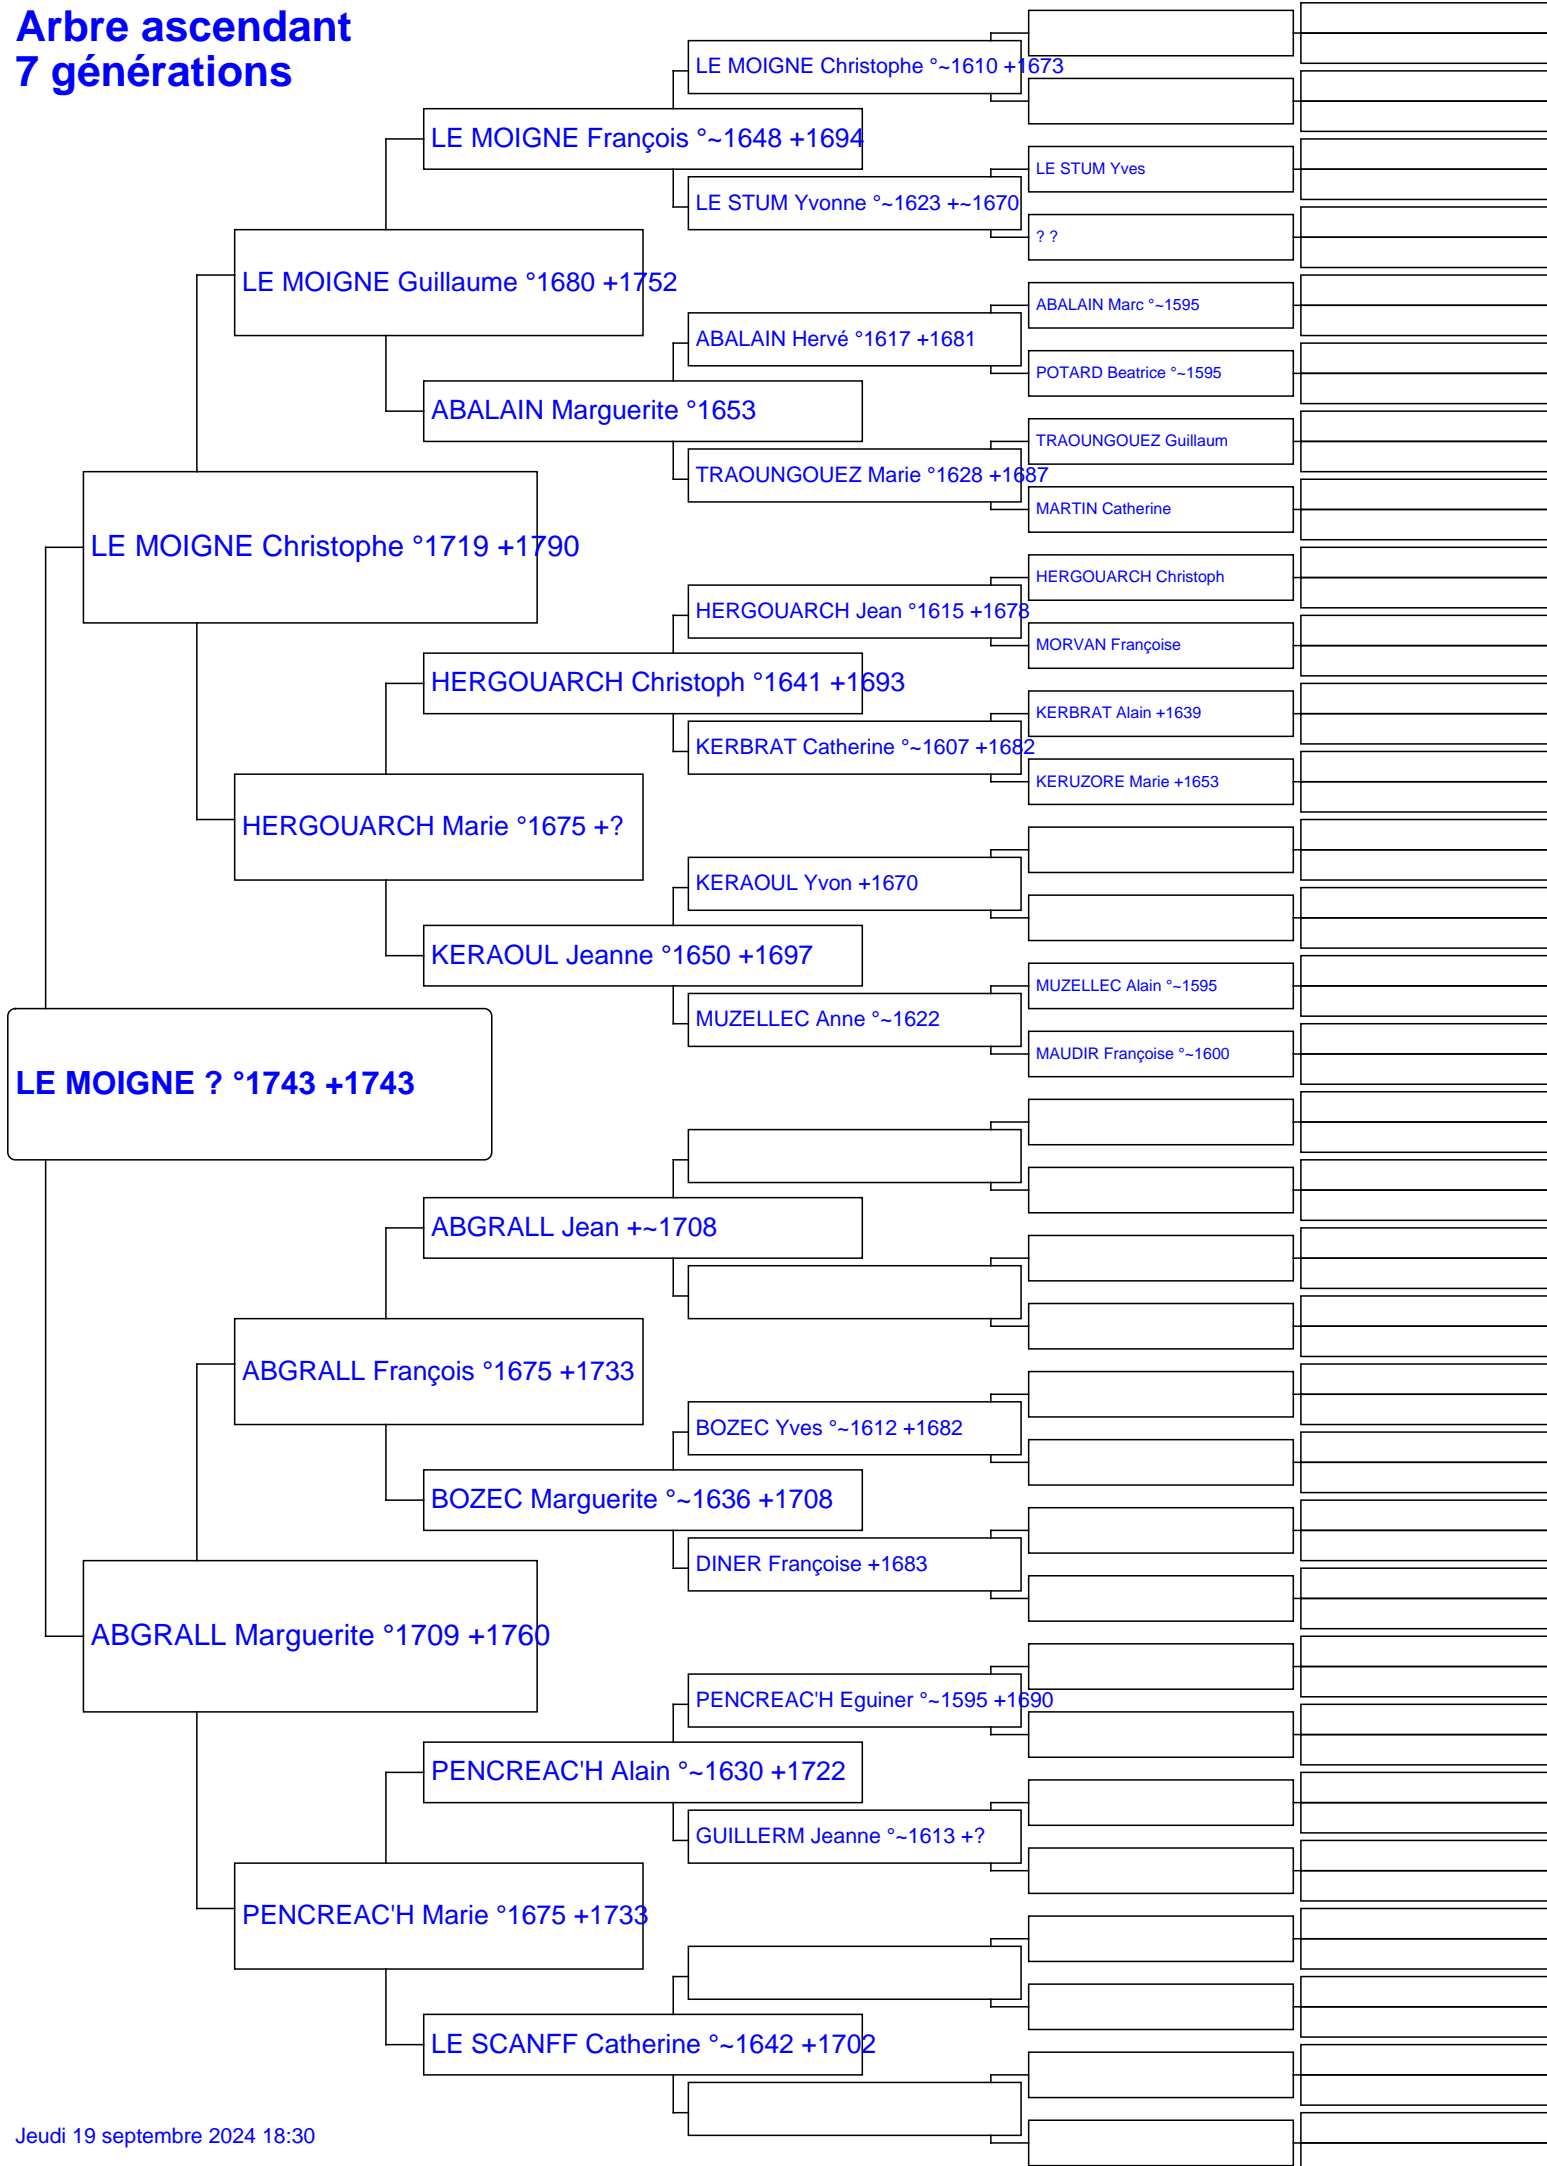 Arbre ascendant
7 générations
LE MOIGNE Christophe °~1610 +1673
LE MOIGNE François °~1648 +1694
LE STUM Yves
LE STUM Yvonne °~1623 +~1670
? ?
LE MOIGNE Guillaume °1680 +1752
ABALAIN Marc °~1595
ABALAIN Hervé °1617 +1681
POTARD Beatrice °~1595
ABALAIN Marguerite °1653
TRAOUNGOUEZ Guillaum
TRAOUNGOUEZ Marie °1628 +1687
MARTIN Catherine
LE MOIGNE Christophe °1719 +1790
HERGOUARCH Christoph
HERGOUARCH Jean °1615 +1678
MORVAN Françoise
HERGOUARCH Christoph °1641 +1693
KERBRAT Alain +1639
KERBRAT Catherine °~1607 +1682
KERUZORE Marie +1653
HERGOUARCH Marie °1675 +?
KERAOUL Yvon +1670
KERAOUL Jeanne °1650 +1697
MUZELLEC Alain °~1595
MUZELLEC Anne °~1622
MAUDIR Françoise °~1600
LE MOIGNE ? °1743 +1743
ABGRALL Jean +~1708
ABGRALL François °1675 +1733
BOZEC Yves °~1612 +1682
BOZEC Marguerite °~1636 +1708
DINER Françoise +1683
ABGRALL Marguerite °1709 +1760
PENCREAC'H Eguiner °~1595 +1690
PENCREAC'H Alain °~1630 +1722
GUILLERM Jeanne °~1613 +?
PENCREAC'H Marie °1675 +1733
LE SCANFF Catherine °~1642 +1702
Jeudi 19 septembre 2024 18:30